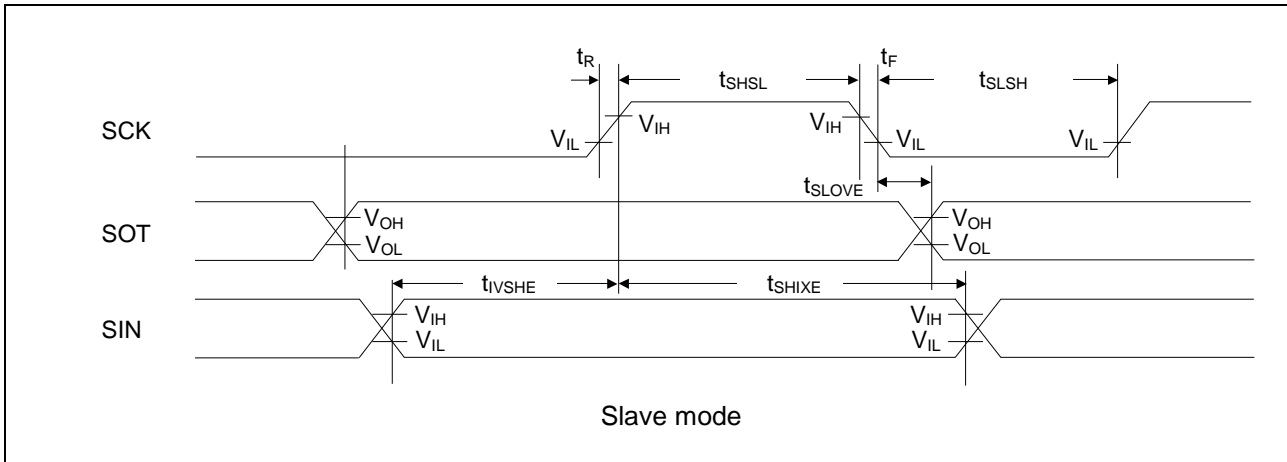 tR tF
tSHSL tSLSH
SCK VIH VIH
VIL VIL VIL
tSLOVE
VOH VOH
SOT
VOL VOL
tIVSHE tSHIXE
VIH VIH
SIN
VIL VIL
Slave mode